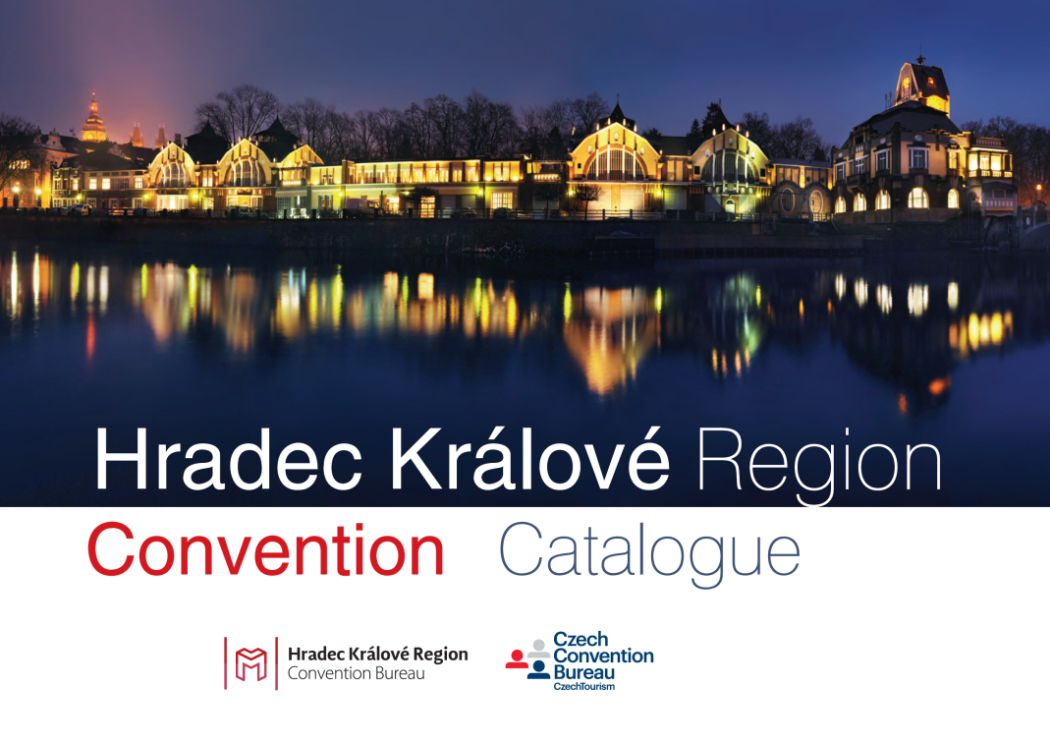 Hradec Králové Region
Convention Catalogue
Hradec Králové Region
Convention Bureau
Czech
Convention
Bureau
CzechTourism